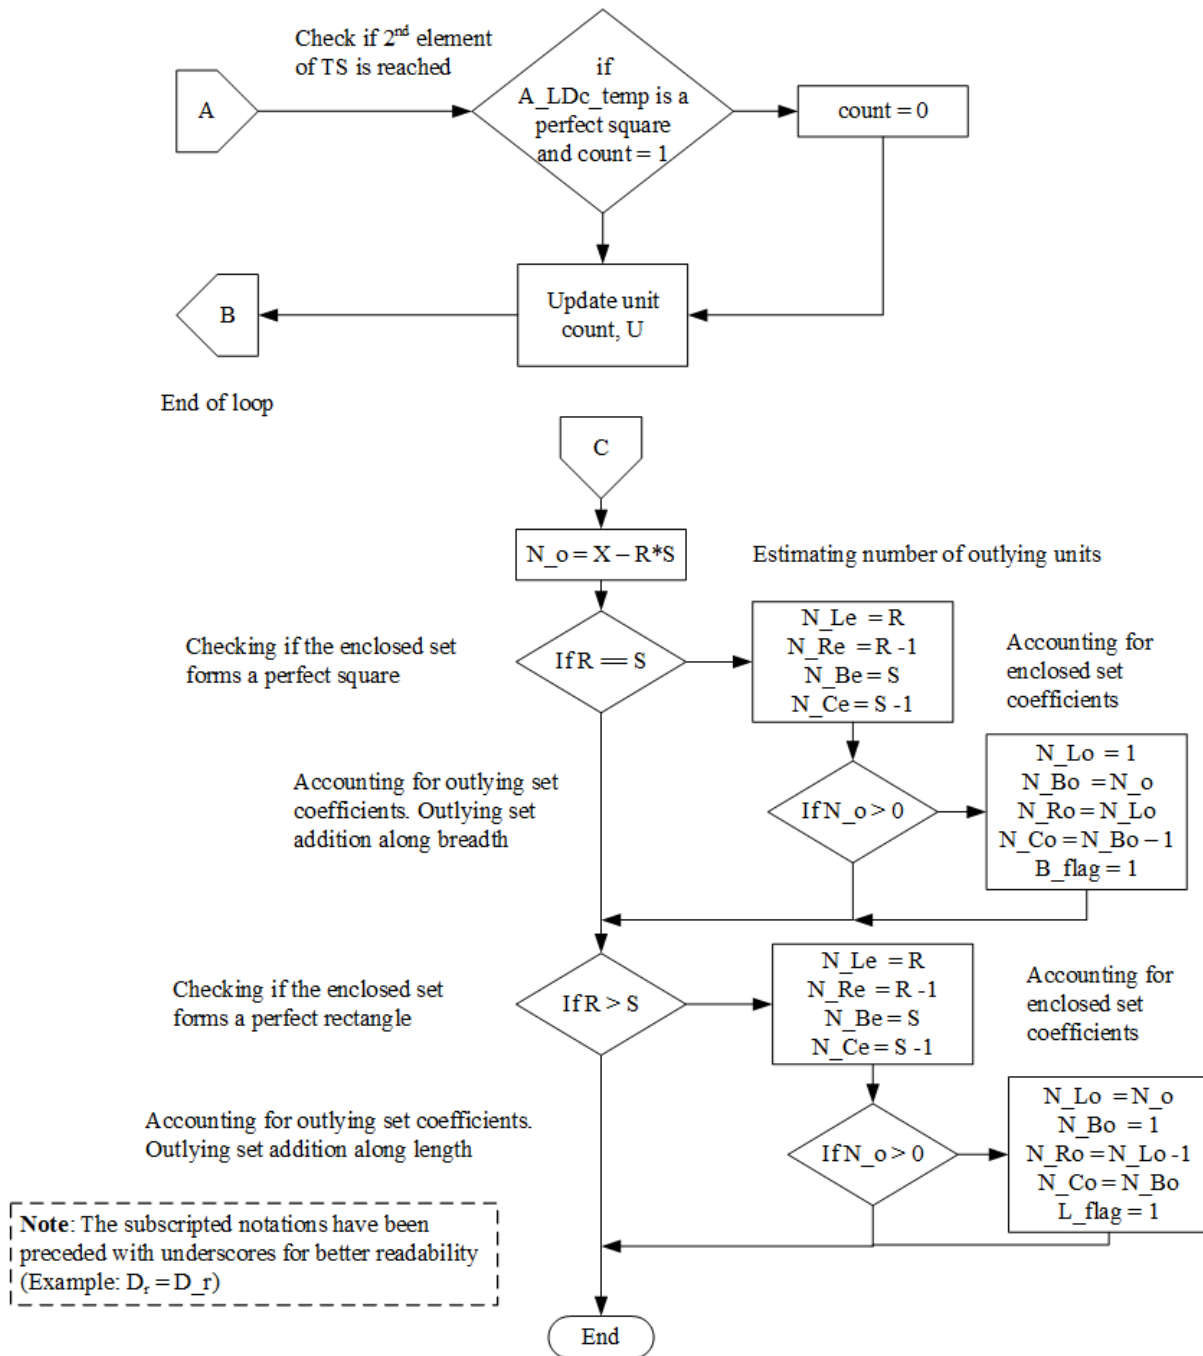 Check if 2nd element
of TS is reached
A
if
A_LDc_temp is a
perfect square
and count = 1
count = 0
B
Update unit
count, U
End of loop
C
N_o = X – R*S
Estimating number of outlying units
Checking if the enclosed set
forms a perfect square
If R == S
N_Le = R
N_Re = R -1
N_Be = S
N_Ce = S -1
Accounting for
enclosed set
coefficients
Accounting for outlying set
coefficients. Outlying set
addition along breadth
If N_o > 0
N_Lo = 1
N_Bo = N_o
N_Ro = N_Lo
N_Co = N_Bo – 1
B_flag = 1
Checking if the enclosed set
forms a perfect rectangle
If R > S
N_Le = R
N_Re = R -1
N_Be = S
N_Ce = S -1
Accounting for
enclosed set
coefficients
Accounting for outlying set coefficients.
Outlying set addition along length
If N_o > 0
N_Lo = N_o
N_Bo = 1
N_Ro = N_Lo -1
N_Co = N_Bo
L_flag = 1
Note: The subscripted notations have been
preceded with underscores for better readability
(Example: Dr = D_r)
End